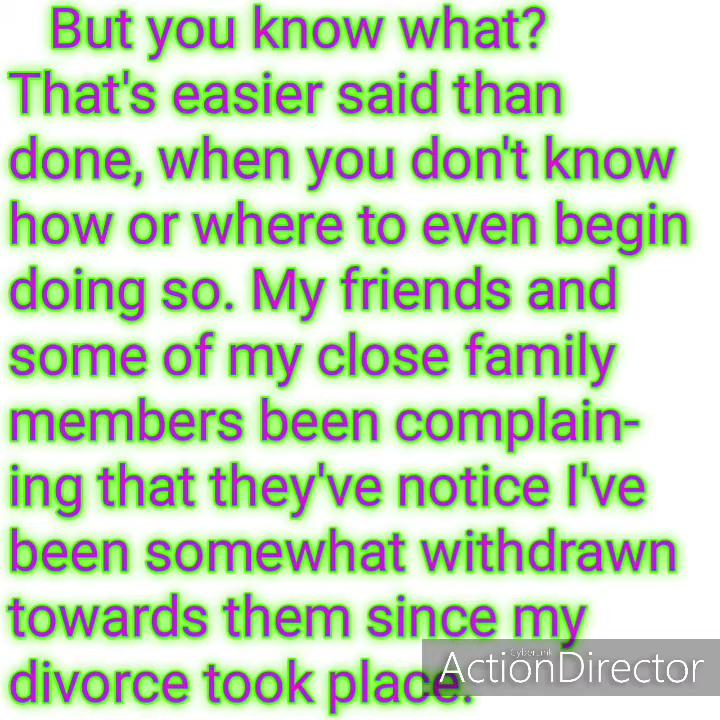 But you know what?
That's easier said than
done, when you don't know
how or where to even begin
doing so. My friends and
some of my close family
members been complain-
ing that they've notice I've
been somewhat withdrawn
towards them since my
divorce took place.
CyberLink
ActionDirector